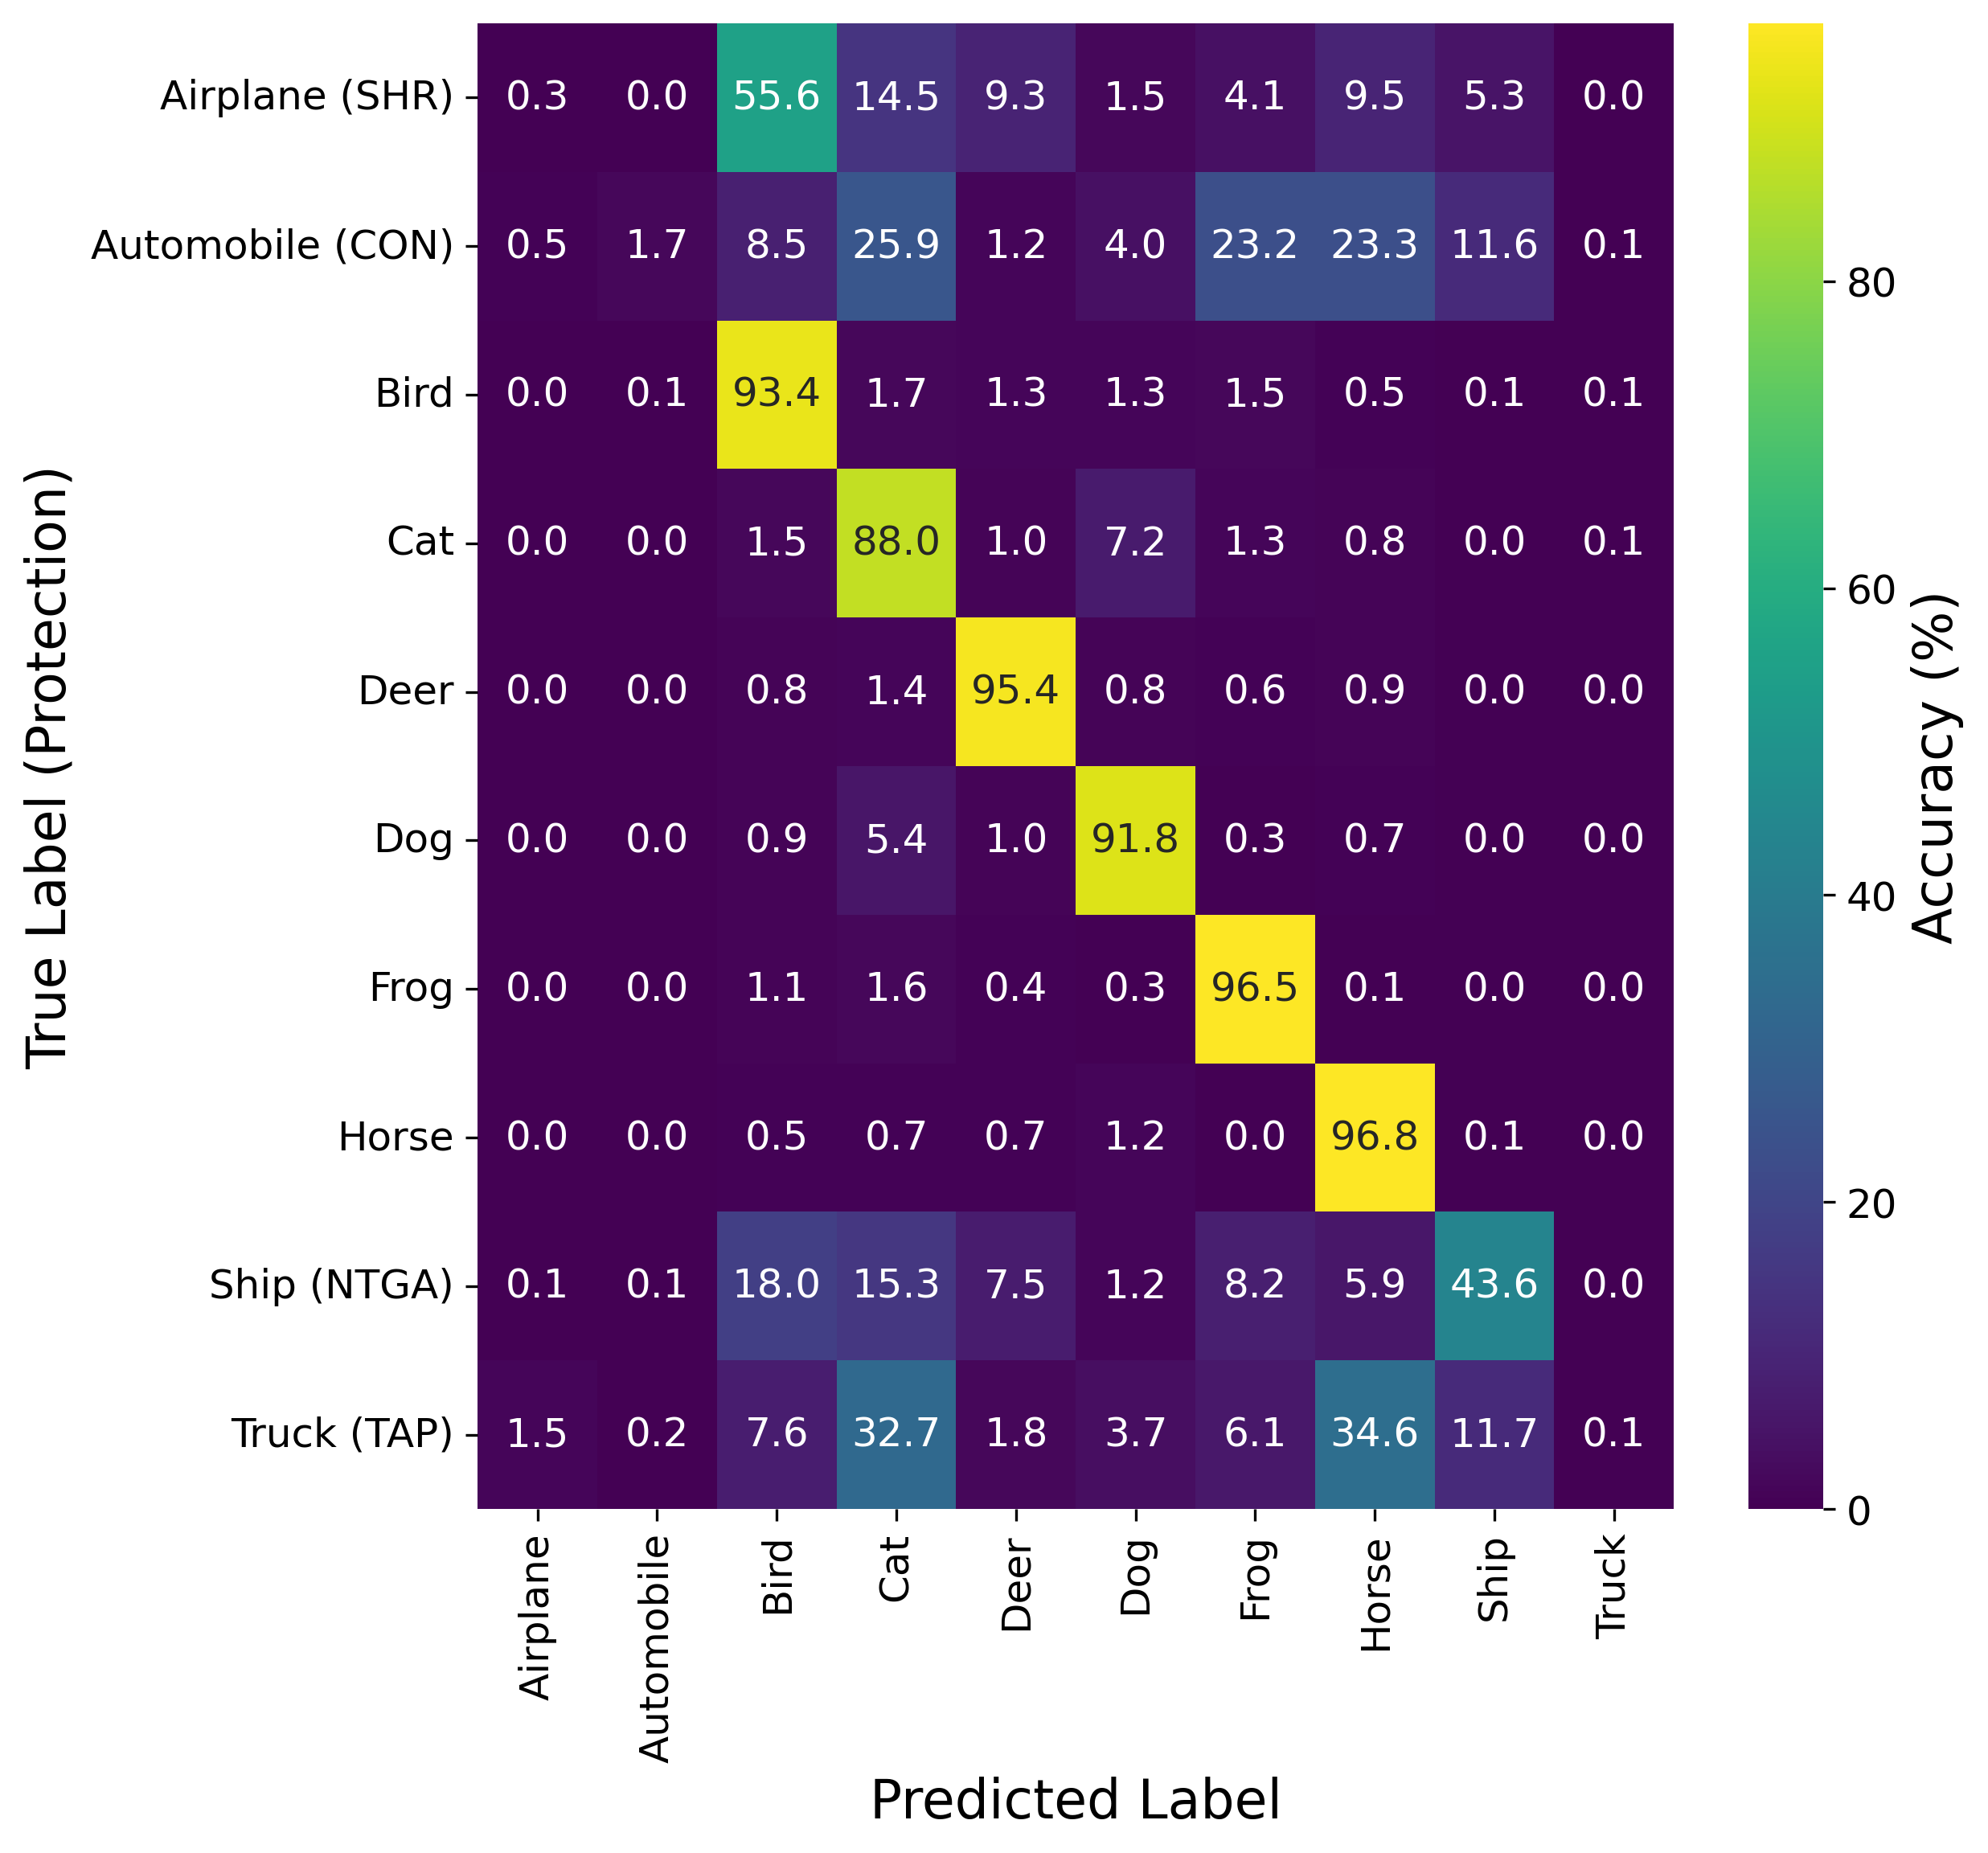 Airplane (SHR) 0.3 0.0 55.6 14.5 9.3 1.5 4.1 9.5 5.3 0.0
Automobile (CON) 0.5 1.7 8.5 25.9 1.2 4.0 23.2 23.3 11.6 0.1
Bird 0.0 0.1 93.4 1.7 1.3 1.3 1.5 0.5 0.1 0.1
Cat 0.0 0.0 1.5 88.0 1.0 7.2 1.3 0.8 0.0 0.1
Deer 0.0 0.0 0.8 1.4 95.4 0.8 0.6 0.9 0.0 0.0
Dog 0.0 0.0 0.9 5.4 1.0 91.8 0.3 0.7 0.0 0.0
Frog 0.0 0.0 1.1 1.6 0.4 0.3 96.5 0.1 0.0 0.0
Horse 0.0 0.0 0.5 0.7 0.7 1.2 0.0 96.8 0.1 0.0
Ship (NTGA) 0.1 0.1 18.0 15.3 7.5 1.2 8.2 5.9 43.6 0.0
Truck (TAP) 1.5 0.2 7.6 32.7 1.8 3.7 6.1 34.6 11.7 0.1
True Label (Protection)
Airplane Automobile Bird Cat Deer Dog Frog Horse Ship Truck
Predicted Label
80
60
40
20
0
Accuracy (%)